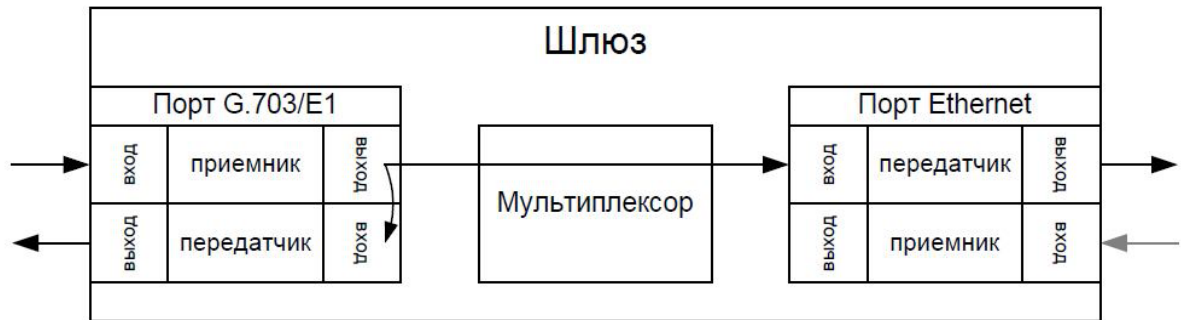 Шлюз
Порт G.703/E1
Порт Ethernet
вход
приемник
выход
Мультиплексор
вход
передатчик
выход
выход
передатчик
вход
выход
приемник
вход